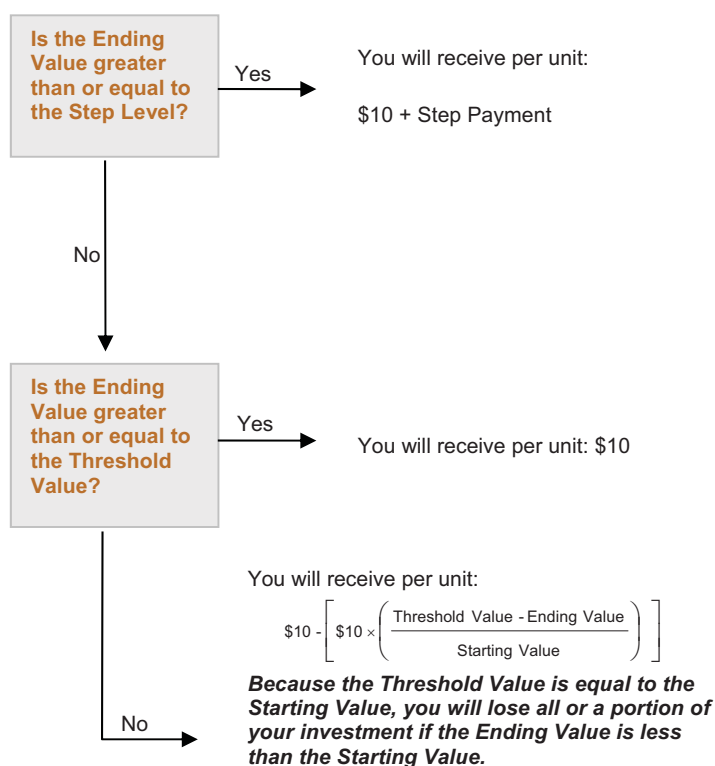 Is the Ending
Value greater
than or equal to
the Step Level?
Yes
You will receive per unit:
$10 + Step Payment
No
Is the Ending
Value greater
than or equal to
the Threshold
Value?
Yes
You will receive per unit: $10
No
You will receive per unit:
$10 - [ $10 × ( Threshold Value - Ending Value / Starting Value ) ]
Because the Threshold Value is equal to the
Starting Value, you will lose all or a portion of
your investment if the Ending Value is less
than the Starting Value.